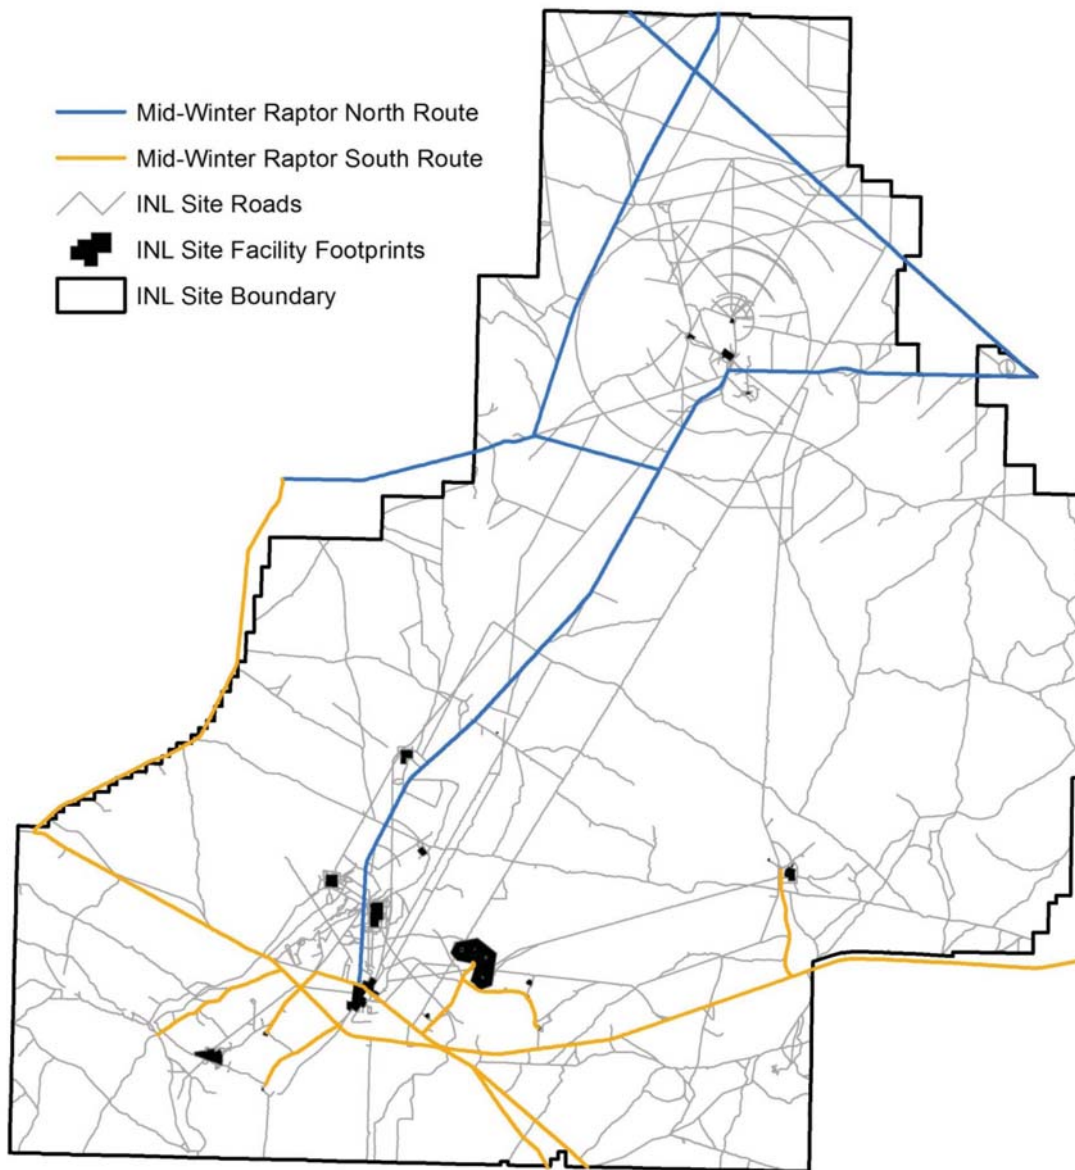 Mid-Winter Raptor North Route
Mid-Winter Raptor South Route
INL Site Roads
INL Site Facility Footprints
INL Site Boundary